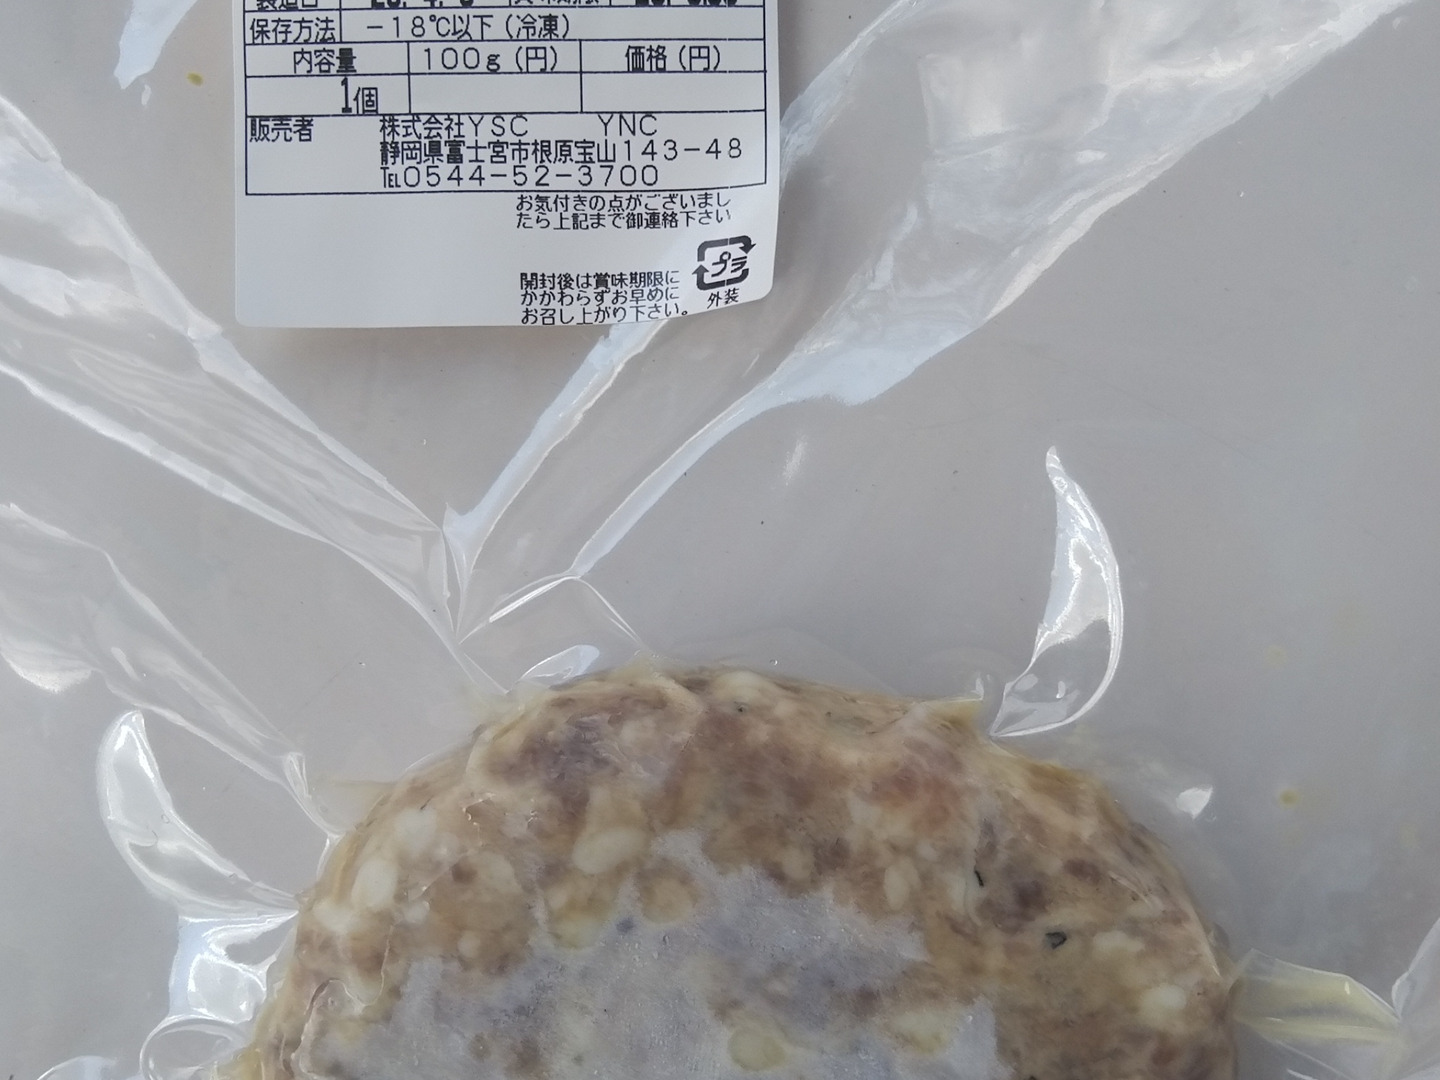 保存方法 －18℃以下（冷凍）
内容量 100g（円） 価格（円）
1個
販売者 株式会社YSC YNC
静岡県富士宮市根原宝山143－48
℡0544－52－3700
お気付きの点がございまし
たら上記まで御連絡下さい
プラ
外装
開封後は賞味期限に
かかわらずお早めに
お召し上がり下さい。